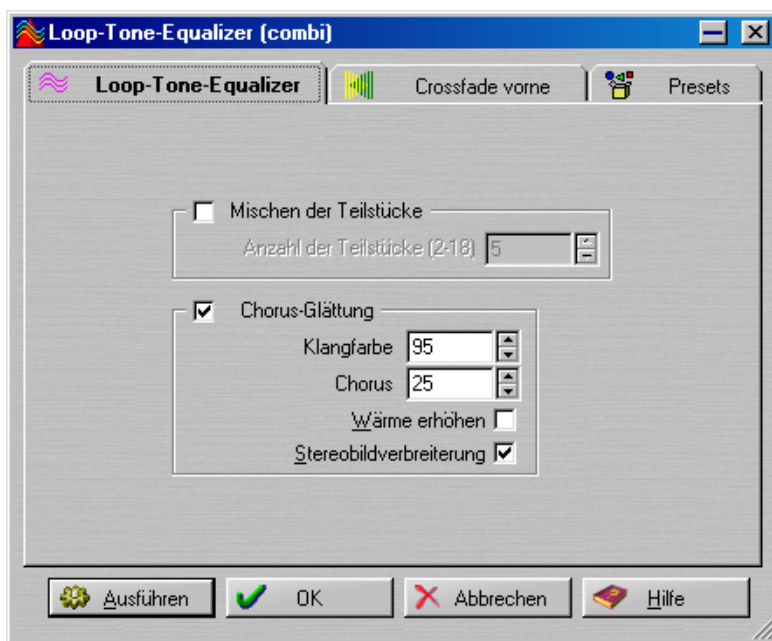 Loop-Tone-Equalizer (combi)
Loop-Tone-Equalizer
Crossfade vorne
Presets
Mischen der Teilstücke
Anzahl der Teilstücke (2-18) 5
Chorus-Glättung
Klangfarbe 95
Chorus 25
Wärme erhöhen
Stereobildverbreiterung
Ausführen
OK
Abbrechen
Hilfe